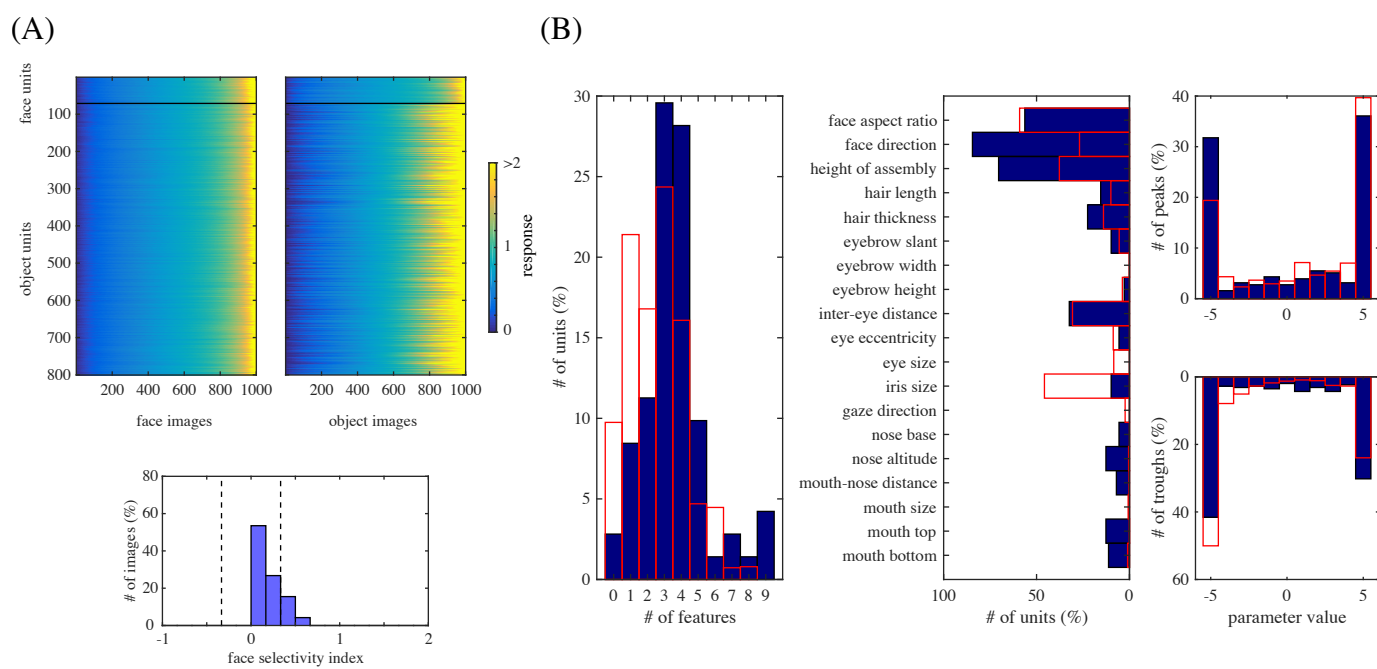 (A)
(B)
face units
object units
100
200
300
400
500
600
700
800
200 400 600 800 1000
200 400 600 800 1000
face images
object images
>2
1
0
response
80
60
40
20
0
-1 0 1 2
# of images (%)
face selectivity index
30
25
20
15
10
5
0
# of units (%)
0 1 2 3 4 5 6 7 8 9
# of features
face aspect ratio
face direction
height of assembly
hair length
hair thickness
eyebrow slant
eyebrow width
eyebrow height
inter-eye distance
eye eccentricity
eye size
iris size
gaze direction
nose base
nose altitude
mouth-nose distance
mouth size
mouth top
mouth bottom
100 50 0
# of units (%)
40
30
20
10
0
# of peaks (%)
-5 0 5
0
20
40
60
# of troughs (%)
-5 0 5
parameter value